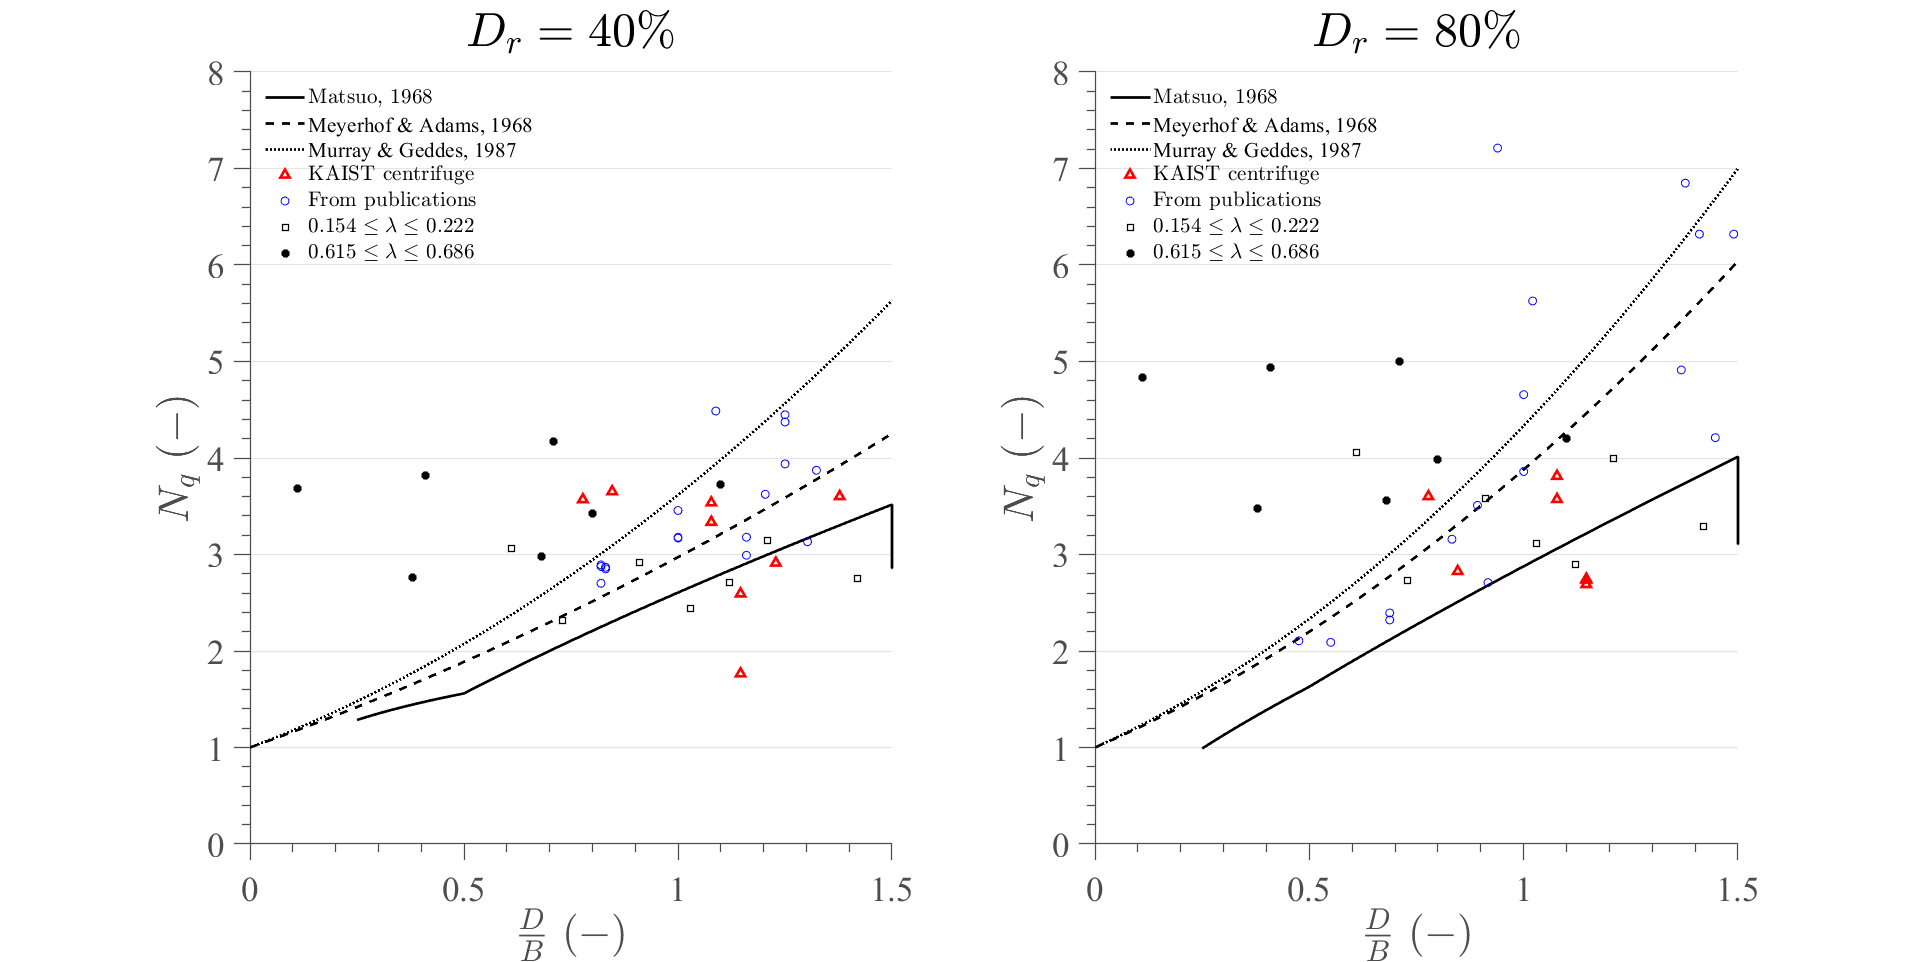 D_r = 40%
8
7
6
5
4
3
2
1
0
N_q (−)
Matsuo, 1968
Meyerhof & Adams, 1968
Murray & Geddes, 1987
KAIST centrifuge
From publications
0.154 ≤ λ ≤ 0.222
0.615 ≤ λ ≤ 0.686
0 0.5 1 1.5
D/B (−)
D_r = 80%
8
7
6
5
4
3
2
1
0
N_q (−)
Matsuo, 1968
Meyerhof & Adams, 1968
Murray & Geddes, 1987
KAIST centrifuge
From publications
0.154 ≤ λ ≤ 0.222
0.615 ≤ λ ≤ 0.686
0 0.5 1 1.5
D/B (−)